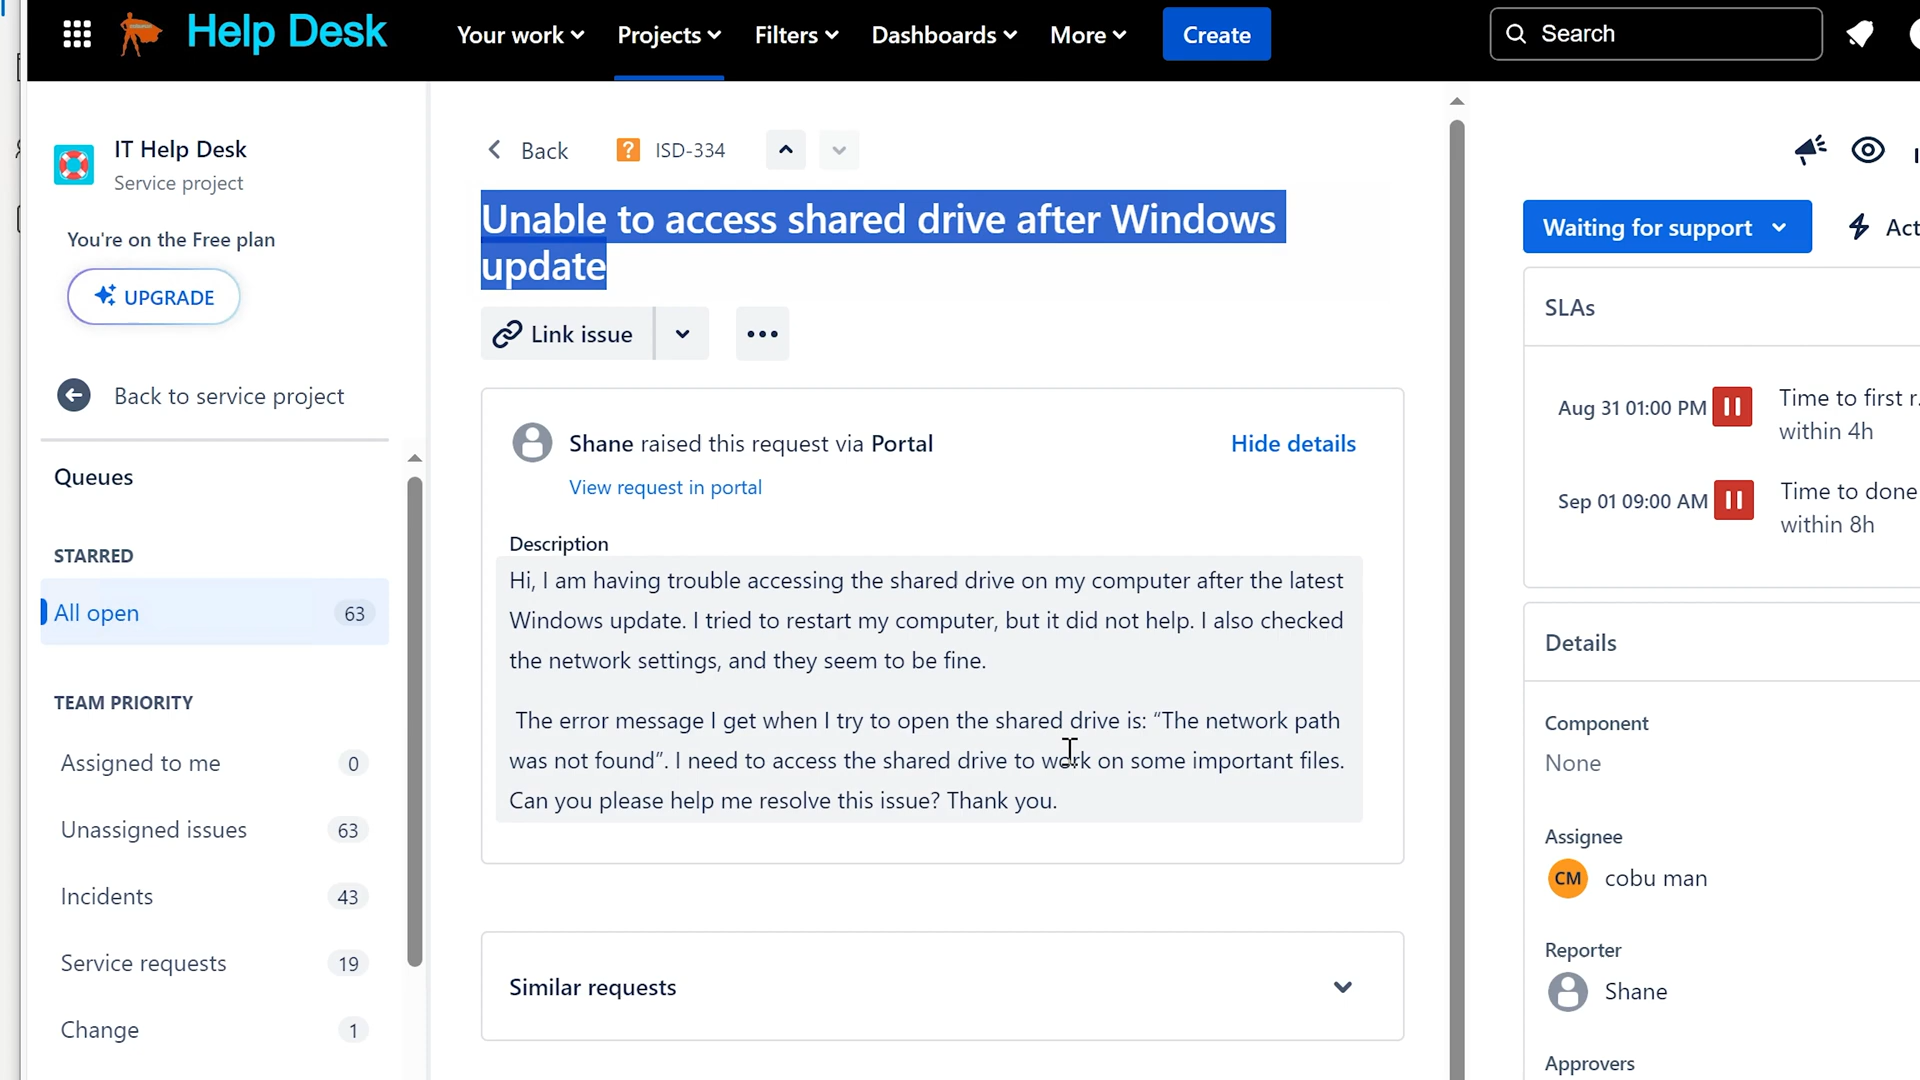 Help Desk
Your work
Projects
Filters
Dashboards
More
Create
Search
IT Help Desk
Service project
You're on the Free plan
UPGRADE
Back to service project
Queues
STARRED
All open 63
TEAM PRIORITY
Assigned to me 0
Unassigned issues 63
Incidents 43
Service requests 19
Change 1
Back
? ISD-334
Unable to access shared drive after Windows
update
Link issue
Shane raised this request via Portal
Hide details
View request in portal
Description
Hi, I am having trouble accessing the shared drive on my computer after the latest
Windows update. I tried to restart my computer, but it did not help. I also checked
the network settings, and they seem to be fine.
The error message I get when I try to open the shared drive is: “The network path
was not found”. I need to access the shared drive to work on some important files.
Can you please help me resolve this issue? Thank you.
Similar requests
Waiting for support
Act
SLAs
Aug 31 01:00 PM
Time to first r.
within 4h
Sep 01 09:00 AM
Time to done
within 8h
Details
Component
None
Assignee
CM cobu man
Reporter
Shane
Approvers